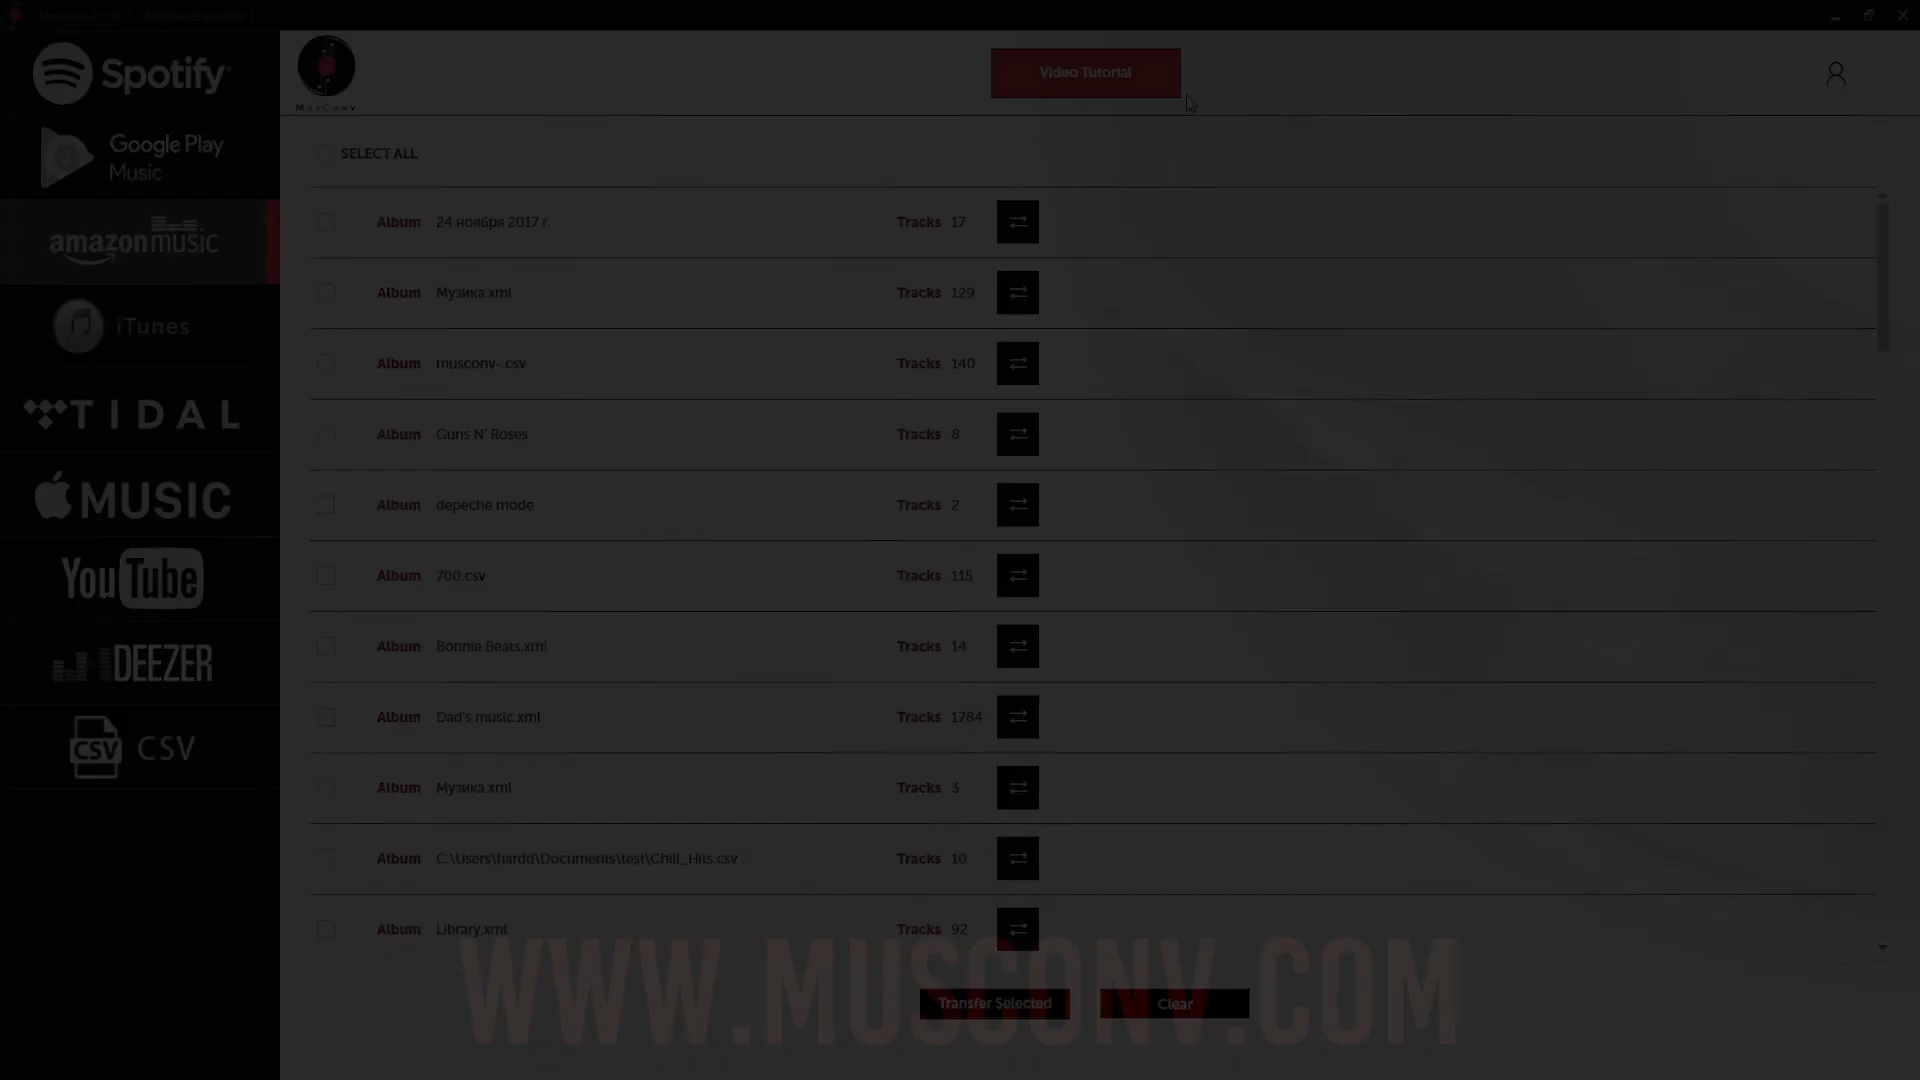 Spotify
Google Play
Music
amazon music
iTunes
TIDAL
MUSIC
YouTube
DEEZER
CSV CSV
MUSCONV
Video Tutorial
SELECT ALL
Album 24 ноября 2017 г. Tracks 17
Album Музика.xml Tracks 129
Album musconv-.csv Tracks 140
Album Guns N' Roses Tracks 8
Album depeche mode Tracks 2
Album 700.csv Tracks 115
Album Bonnie Beats.xml Tracks 14
Album Dad's music.xml Tracks 1784
Album Музика.xml Tracks 3
Album C:\Users\hardd\Documents\test\Chill_Hits.csv Tracks 10
Album Library.xml Tracks 92
WWW.MUSCONV.COM
Transfer Selected Clear